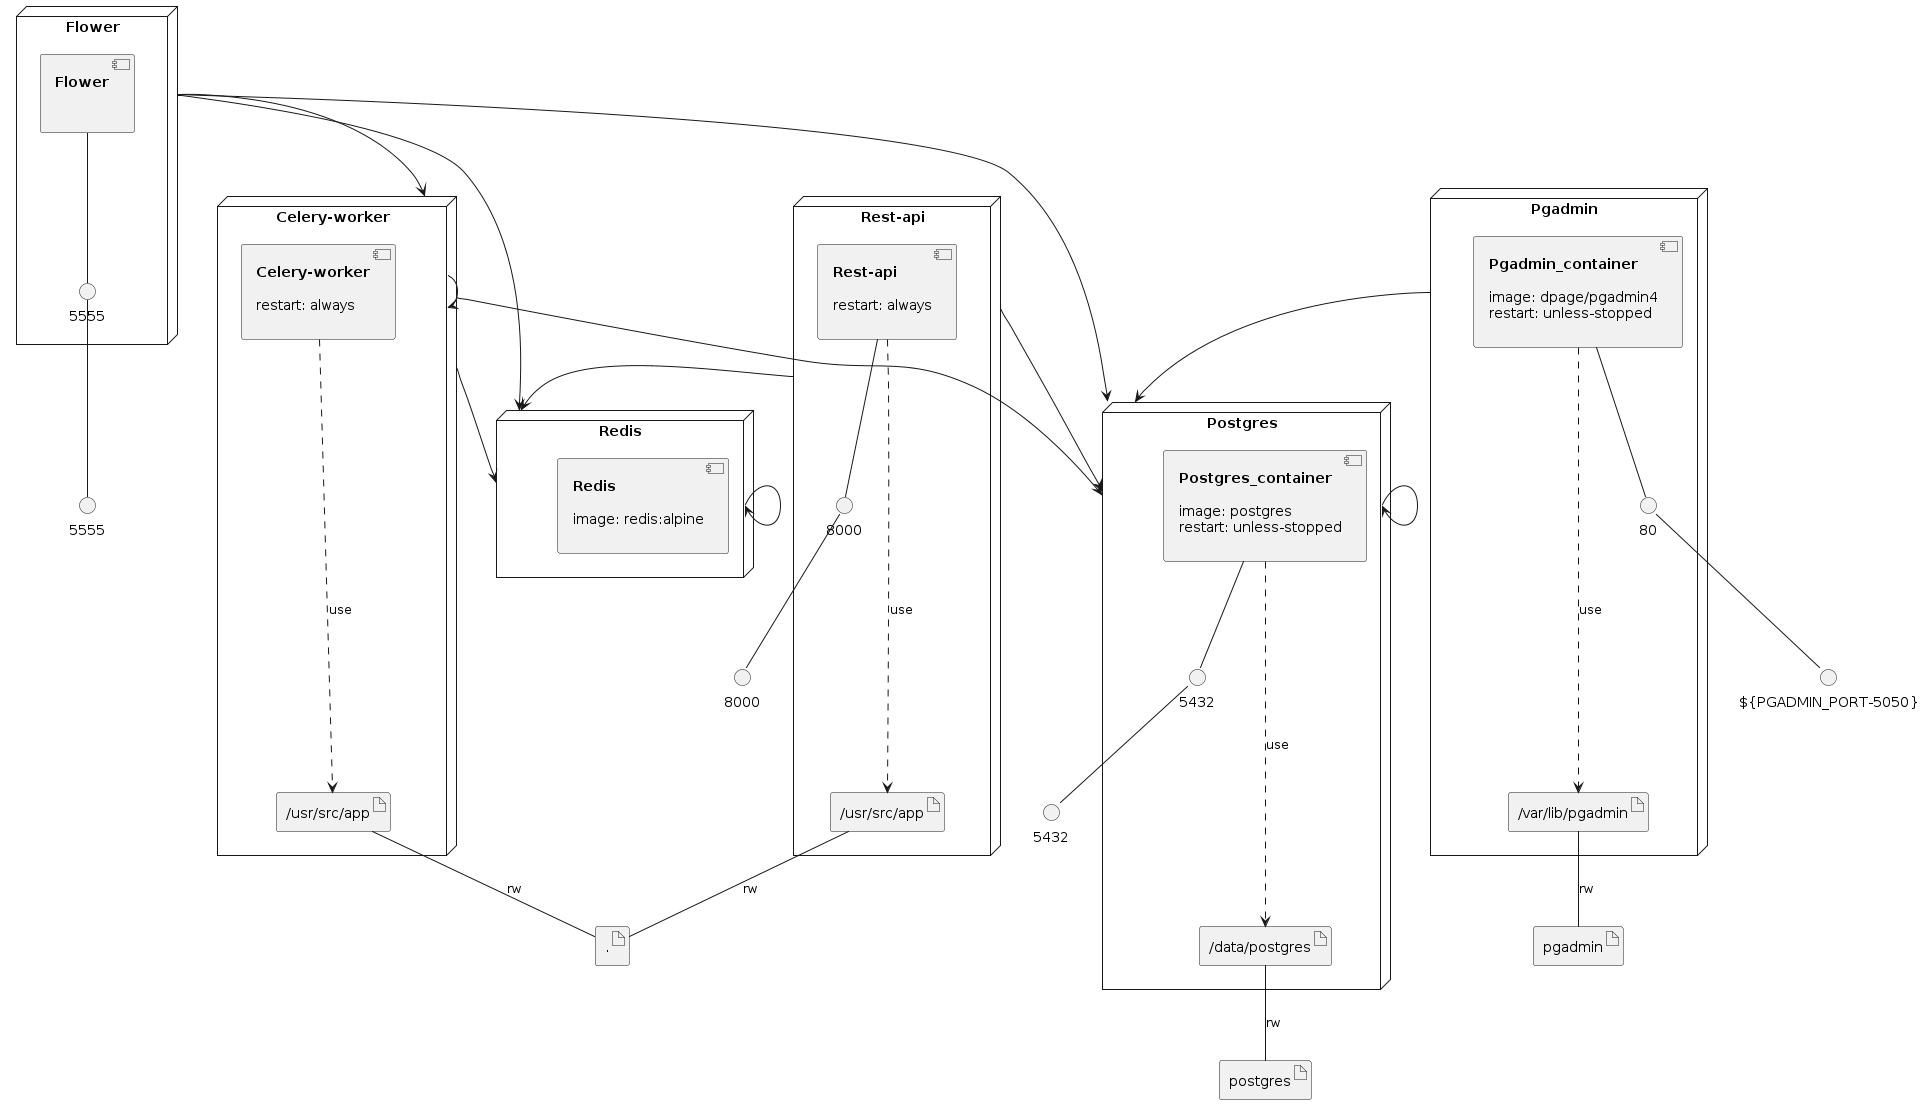 Flower
Flower
5555
5555
Celery-worker
Celery-worker
restart: always
use
/usr/src/app
rw
Redis
Redis
image: redis:alpine
Rest-api
Rest-api
restart: always
8000
8000
use
/usr/src/app
rw
.
Postgres
Postgres_container
image: postgres
restart: unless-stopped
5432
5432
use
/data/postgres
rw
postgres
Pgadmin
Pgadmin_container
image: dpage/pgadmin4
restart: unless-stopped
80
${PGADMIN_PORT-5050}
use
/var/lib/pgadmin
rw
pgadmin